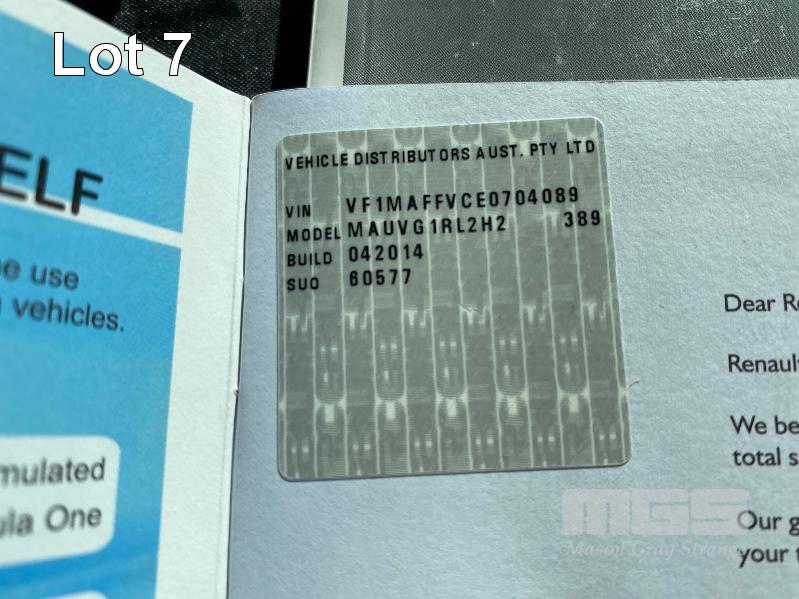 Lot 7
ELF
use
vehicles.
mulated
ula One
VEHICLE DISTRIBUTORS AUST. PTY LTD
VIN VF1MAFFVCE0704089
MODEL MAUVG1RL2H2 389
BUILD 042014
SUO 60577
Dear R
Renaul
We be
total s
Our g
your
MGS
Mason Gray Strange